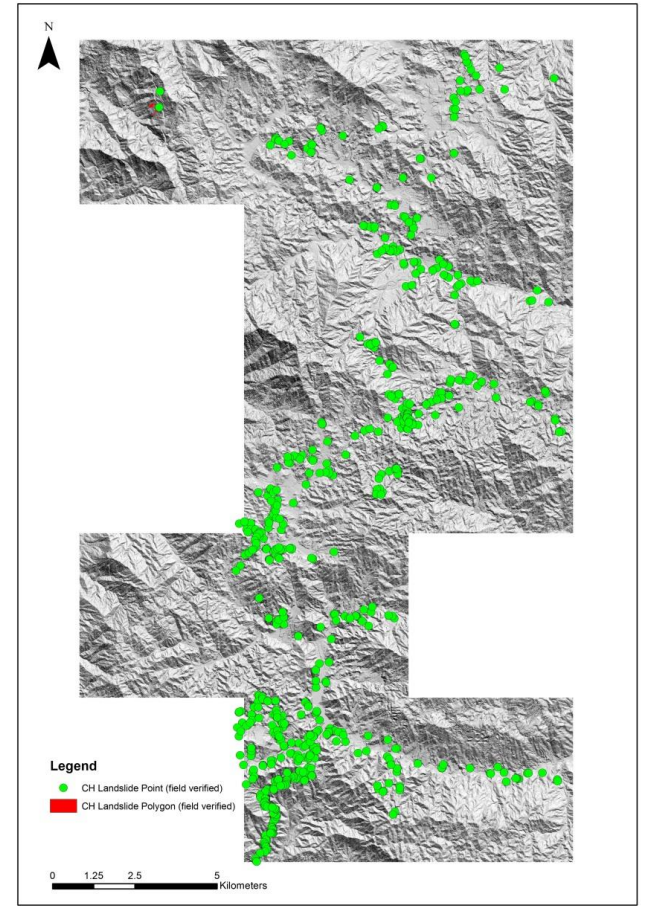 N
Legend
CH Landslide Point (field verified)
CH Landslide Polygon (field verified)
0 1.25 2.5 5
Kilometers